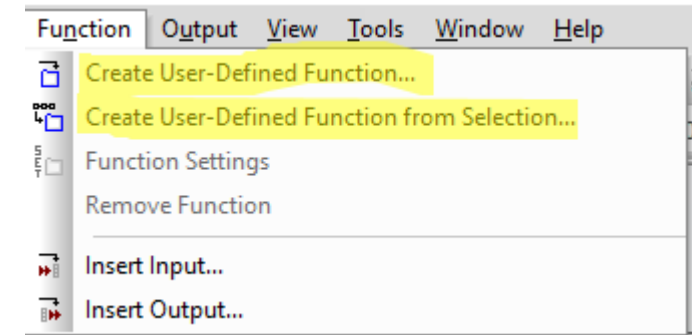 Function Output View Tools Window Help
Create User-Defined Function...
Create User-Defined Function from Selection...
SET Function Settings
Remove Function
Insert Input...
Insert Output...